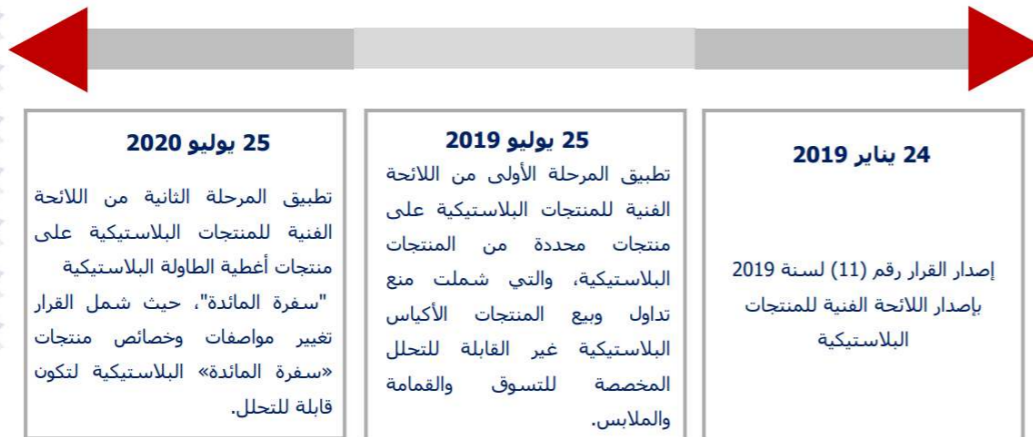 24 يناير 2019
إصدار القرار رقم (11) لسنة 2019
بإصدار اللائحة الفنية للمنتجات
البلاستيكية
25 يوليو 2019
تطبيق المرحلة الأولى من اللائحة
الفنية للمنتجات البلاستيكية على
منتجات محددة من المنتجات
البلاستيكية، والتي شملت منع
تداول وبيع المنتجات الأكياس
البلاستيكية غير القابلة للتحلل
المخصصة للتسوق والقمامة
والملابس.
25 يوليو 2020
تطبيق المرحلة الثانية من اللائحة
الفنية للمنتجات البلاستيكية على
منتجات أغطية الطاولة البلاستيكية
"سفرة المائدة"، حيث شمل القرار
تغيير مواصفات وخصائص منتجات
«سفرة المائدة» البلاستيكية لتكون
قابلة للتحلل.